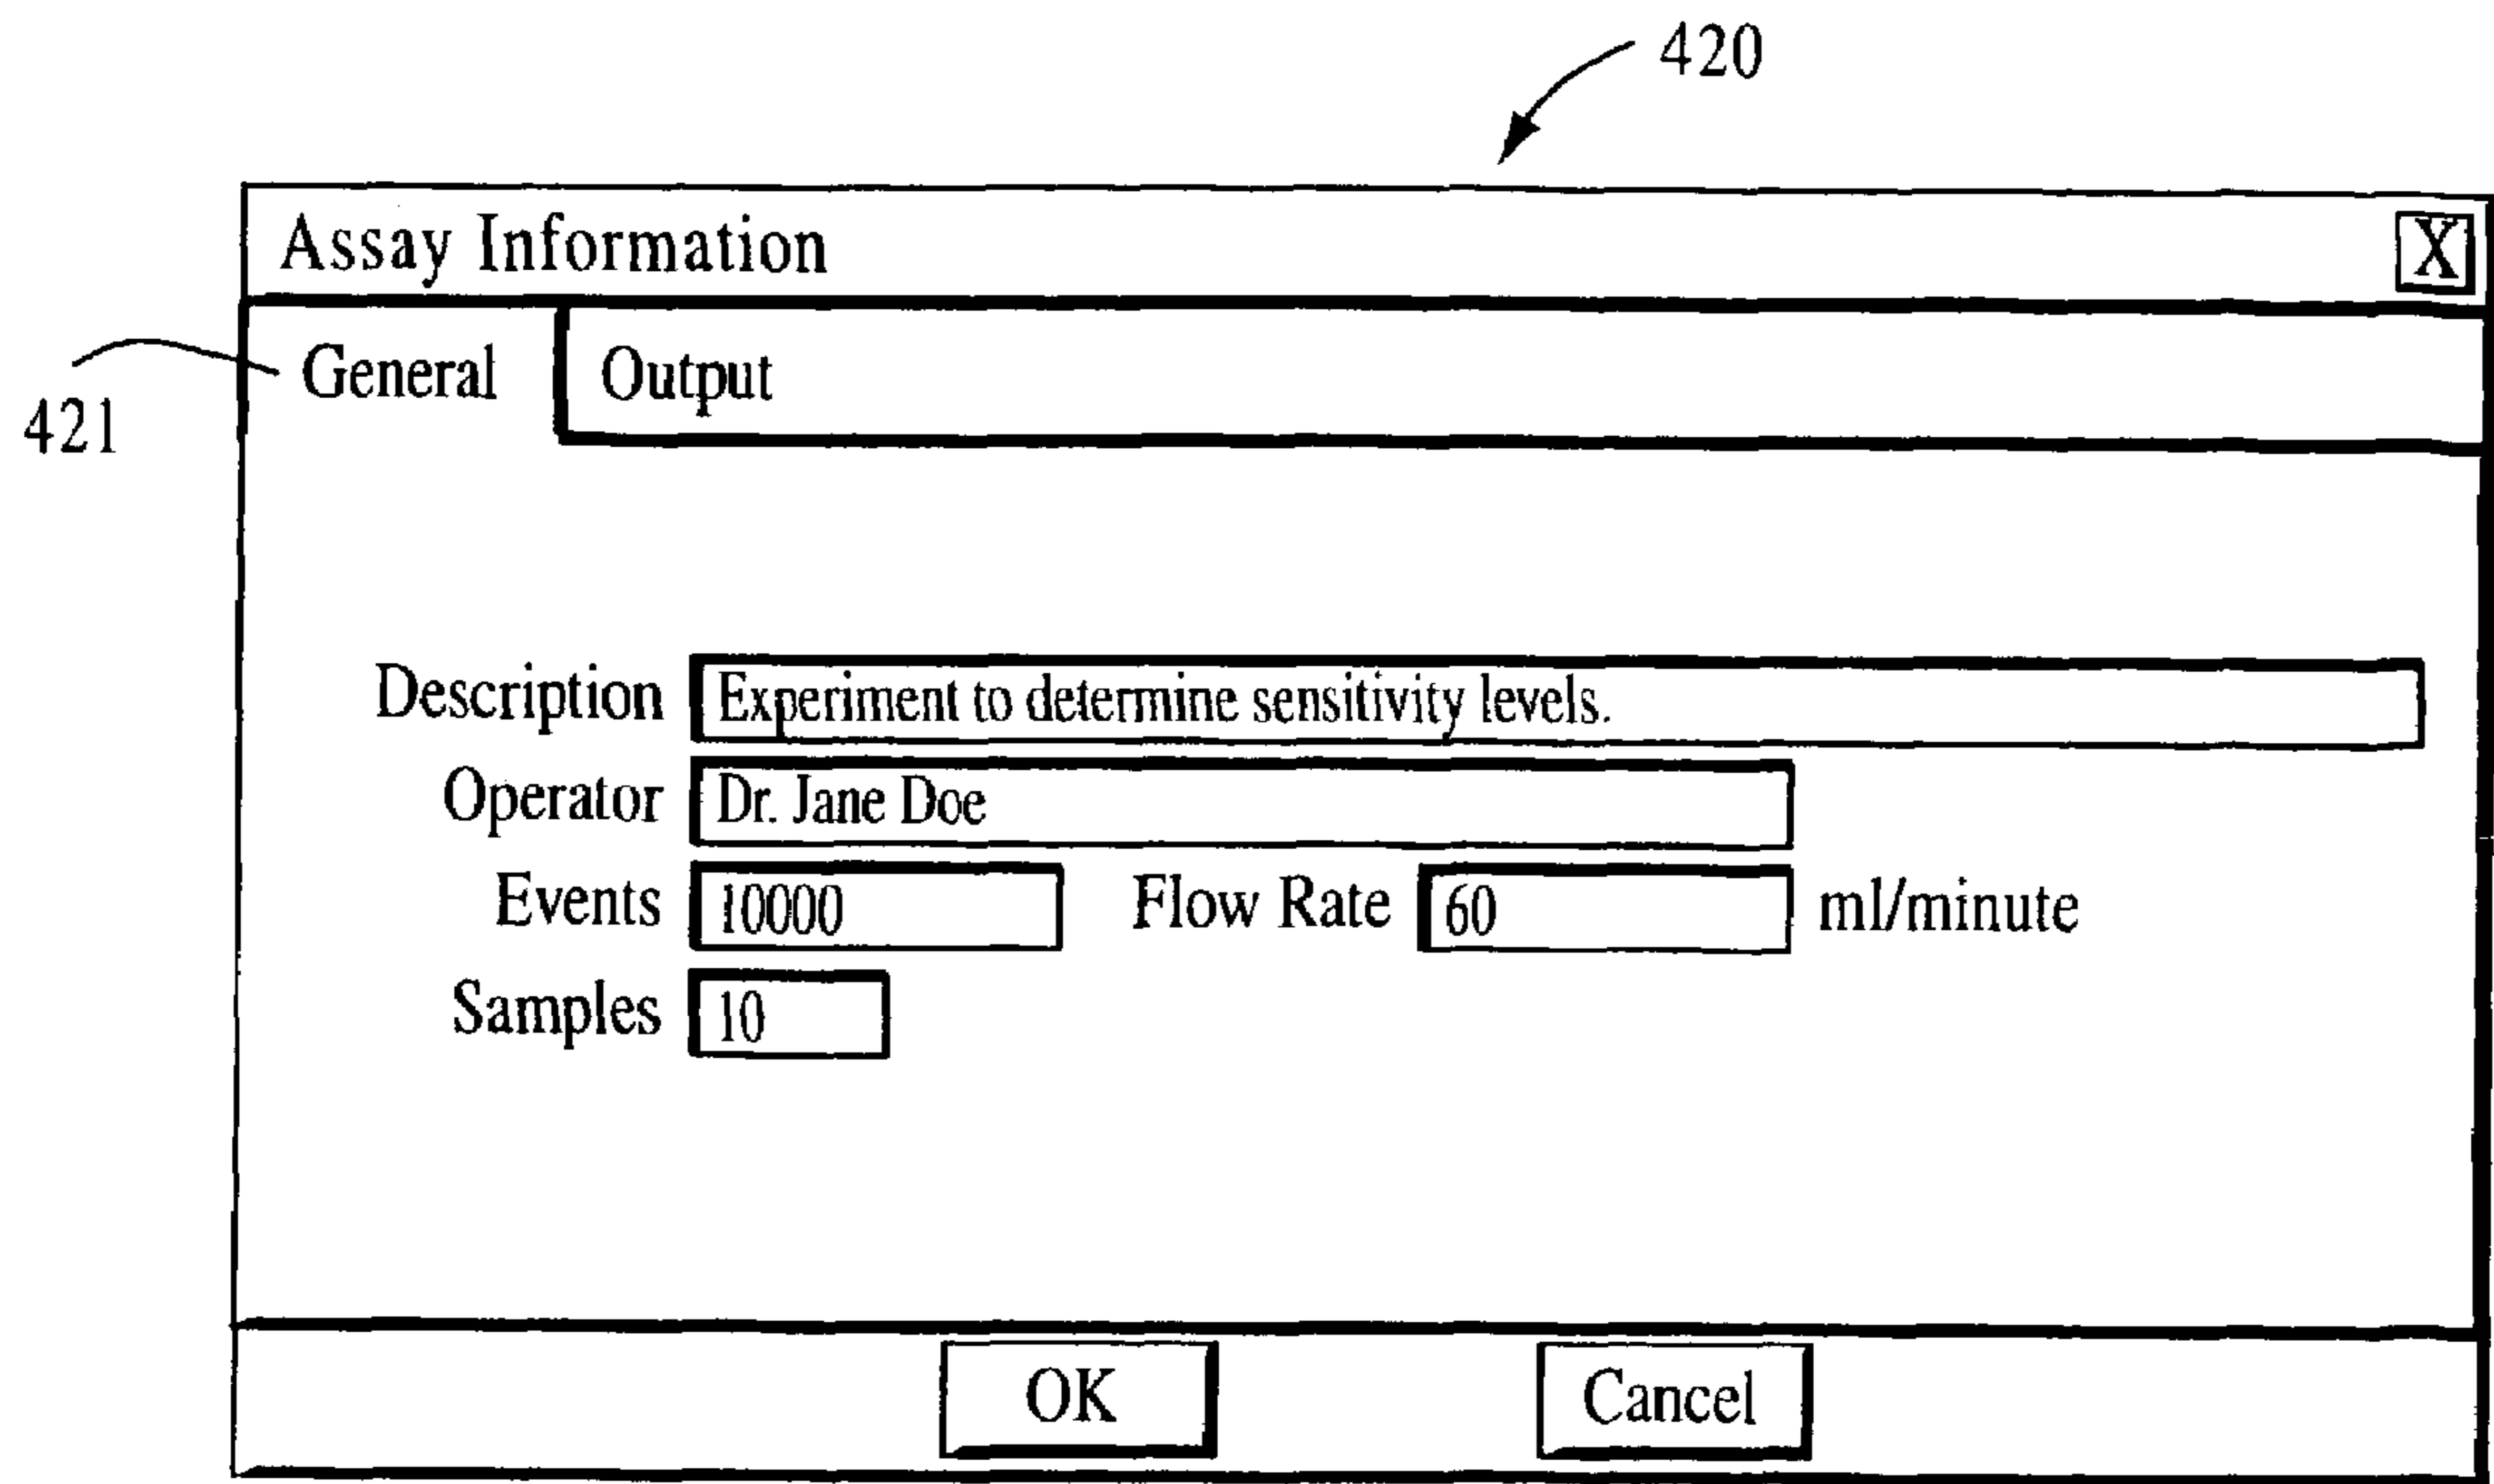 420
Assay Information X
General Output
421
Description Experiment to determine sensitivity levels.
Operator Dr. Jane Doe
Events 10000 Flow Rate 60 ml/minute
Samples 10
OK Cancel